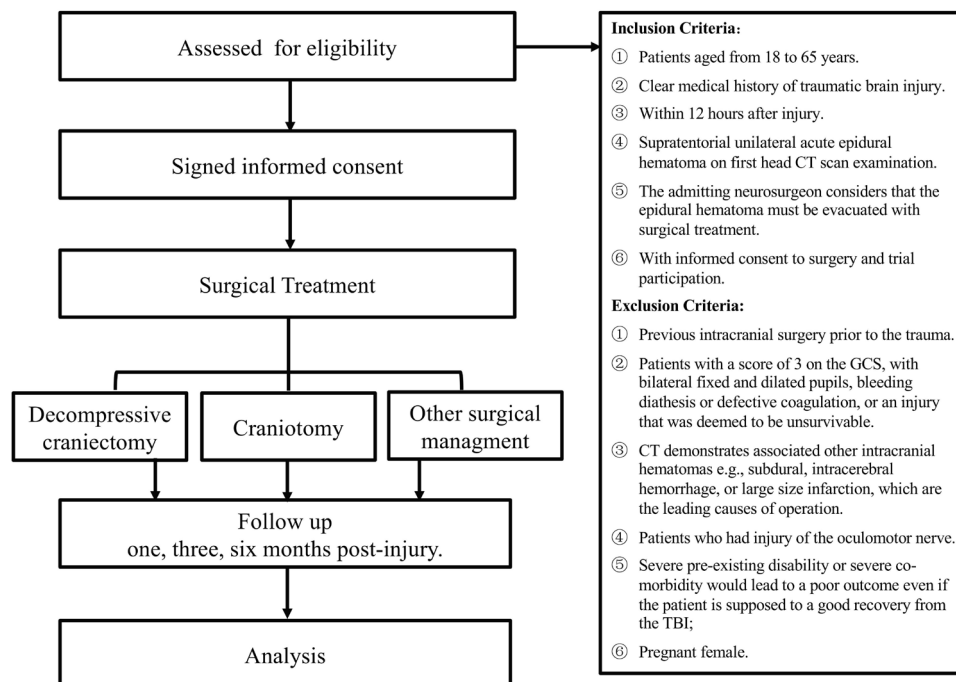 Assessed for eligibility
Signed informed consent
Surgical Treatment
Decompressive
craniectomy
Craniotomy
Other surgical
managment
Follow up
one, three, six months post-injury.
Analysis
Inclusion Criteria:
① Patients aged from 18 to 65 years.
② Clear medical history of traumatic brain injury.
③ Within 12 hours after injury.
④ Supratentorial unilateral acute epidural
hematoma on first head CT scan examination.
⑤ The admitting neurosurgeon considers that the
epidural hematoma must be evacuated with
surgical treatment.
⑥ With informed consent to surgery and trial
participation.
Exclusion Criteria:
① Previous intracranial surgery prior to the trauma.
② Patients with a score of 3 on the GCS, with
bilateral fixed and dilated pupils, bleeding
diathesis or defective coagulation, or an injury
that was deemed to be unsurvivable.
③ CT demonstrates associated other intracranial
hematomas e.g., subdural, intracerebral
hemorrhage, or large size infarction, which are
the leading causes of operation.
④ Patients who had injury of the oculomotor nerve.
⑤ Severe pre-existing disability or severe co-
morbidity would lead to a poor outcome even if
the patient is supposed to a good recovery from
the TBI;
⑥ Pregnant female.